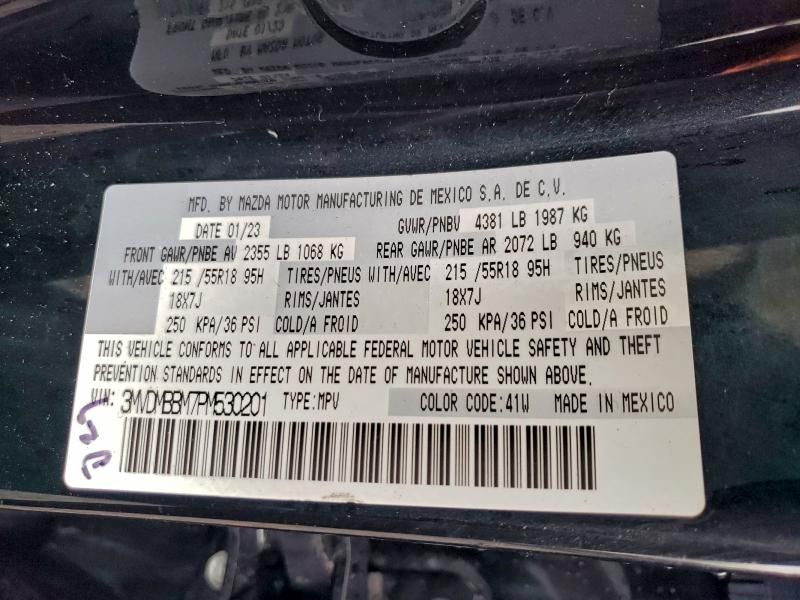 MFD. BY MAZDA MOTOR MANUFACTURING DE MEXICO S.A. DE C.V.
DATE 01/23 GVWR/PNBV 4381 LB 1987 KG
FRONT GAWR/PNBE AV 2355 LB 1068 KG REAR GAWR/PNBE AR 2072 LB 940 KG
WITH/AVEC 215 /55R18 95H TIRES/PNEUS WITH/AVEC 215 /55R18 95H TIRES/PNEUS
18X7J RIMS/JANTES 18X7J RIMS/JANTES
250 KPA/36 PSI COLD/A FROID 250 KPA/36 PSI COLD/A FROID
THIS VEHICLE CONFORMS TO ALL APPLICABLE FEDERAL MOTOR VEHICLE SAFETY AND THEFT
PREVENTION STANDARDS IN EFFECT ON THE DATE OF MANUFACTURE SHOWN ABOVE.
VIN: 3MVDMBBM7PM530201 TYPE:MPV COLOR CODE:41W MADE IN MEXICO